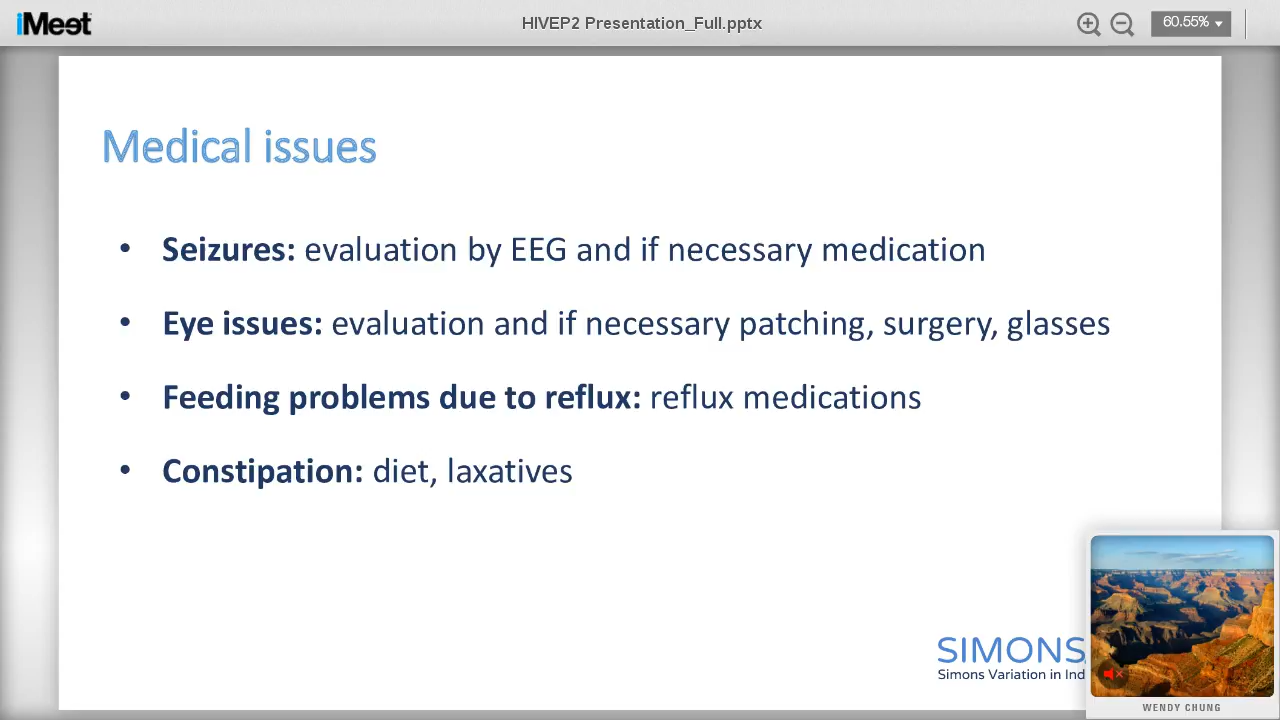 iMeet
HIVEP2 Presentation_Full.pptx
60.55%
Medical issues
• Seizures: evaluation by EEG and if necessary medication
• Eye issues: evaluation and if necessary patching, surgery, glasses
• Feeding problems due to reflux: reflux medications
• Constipation: diet, laxatives
SIMONS
Simons Variation in Ind
WENDY CHUNG